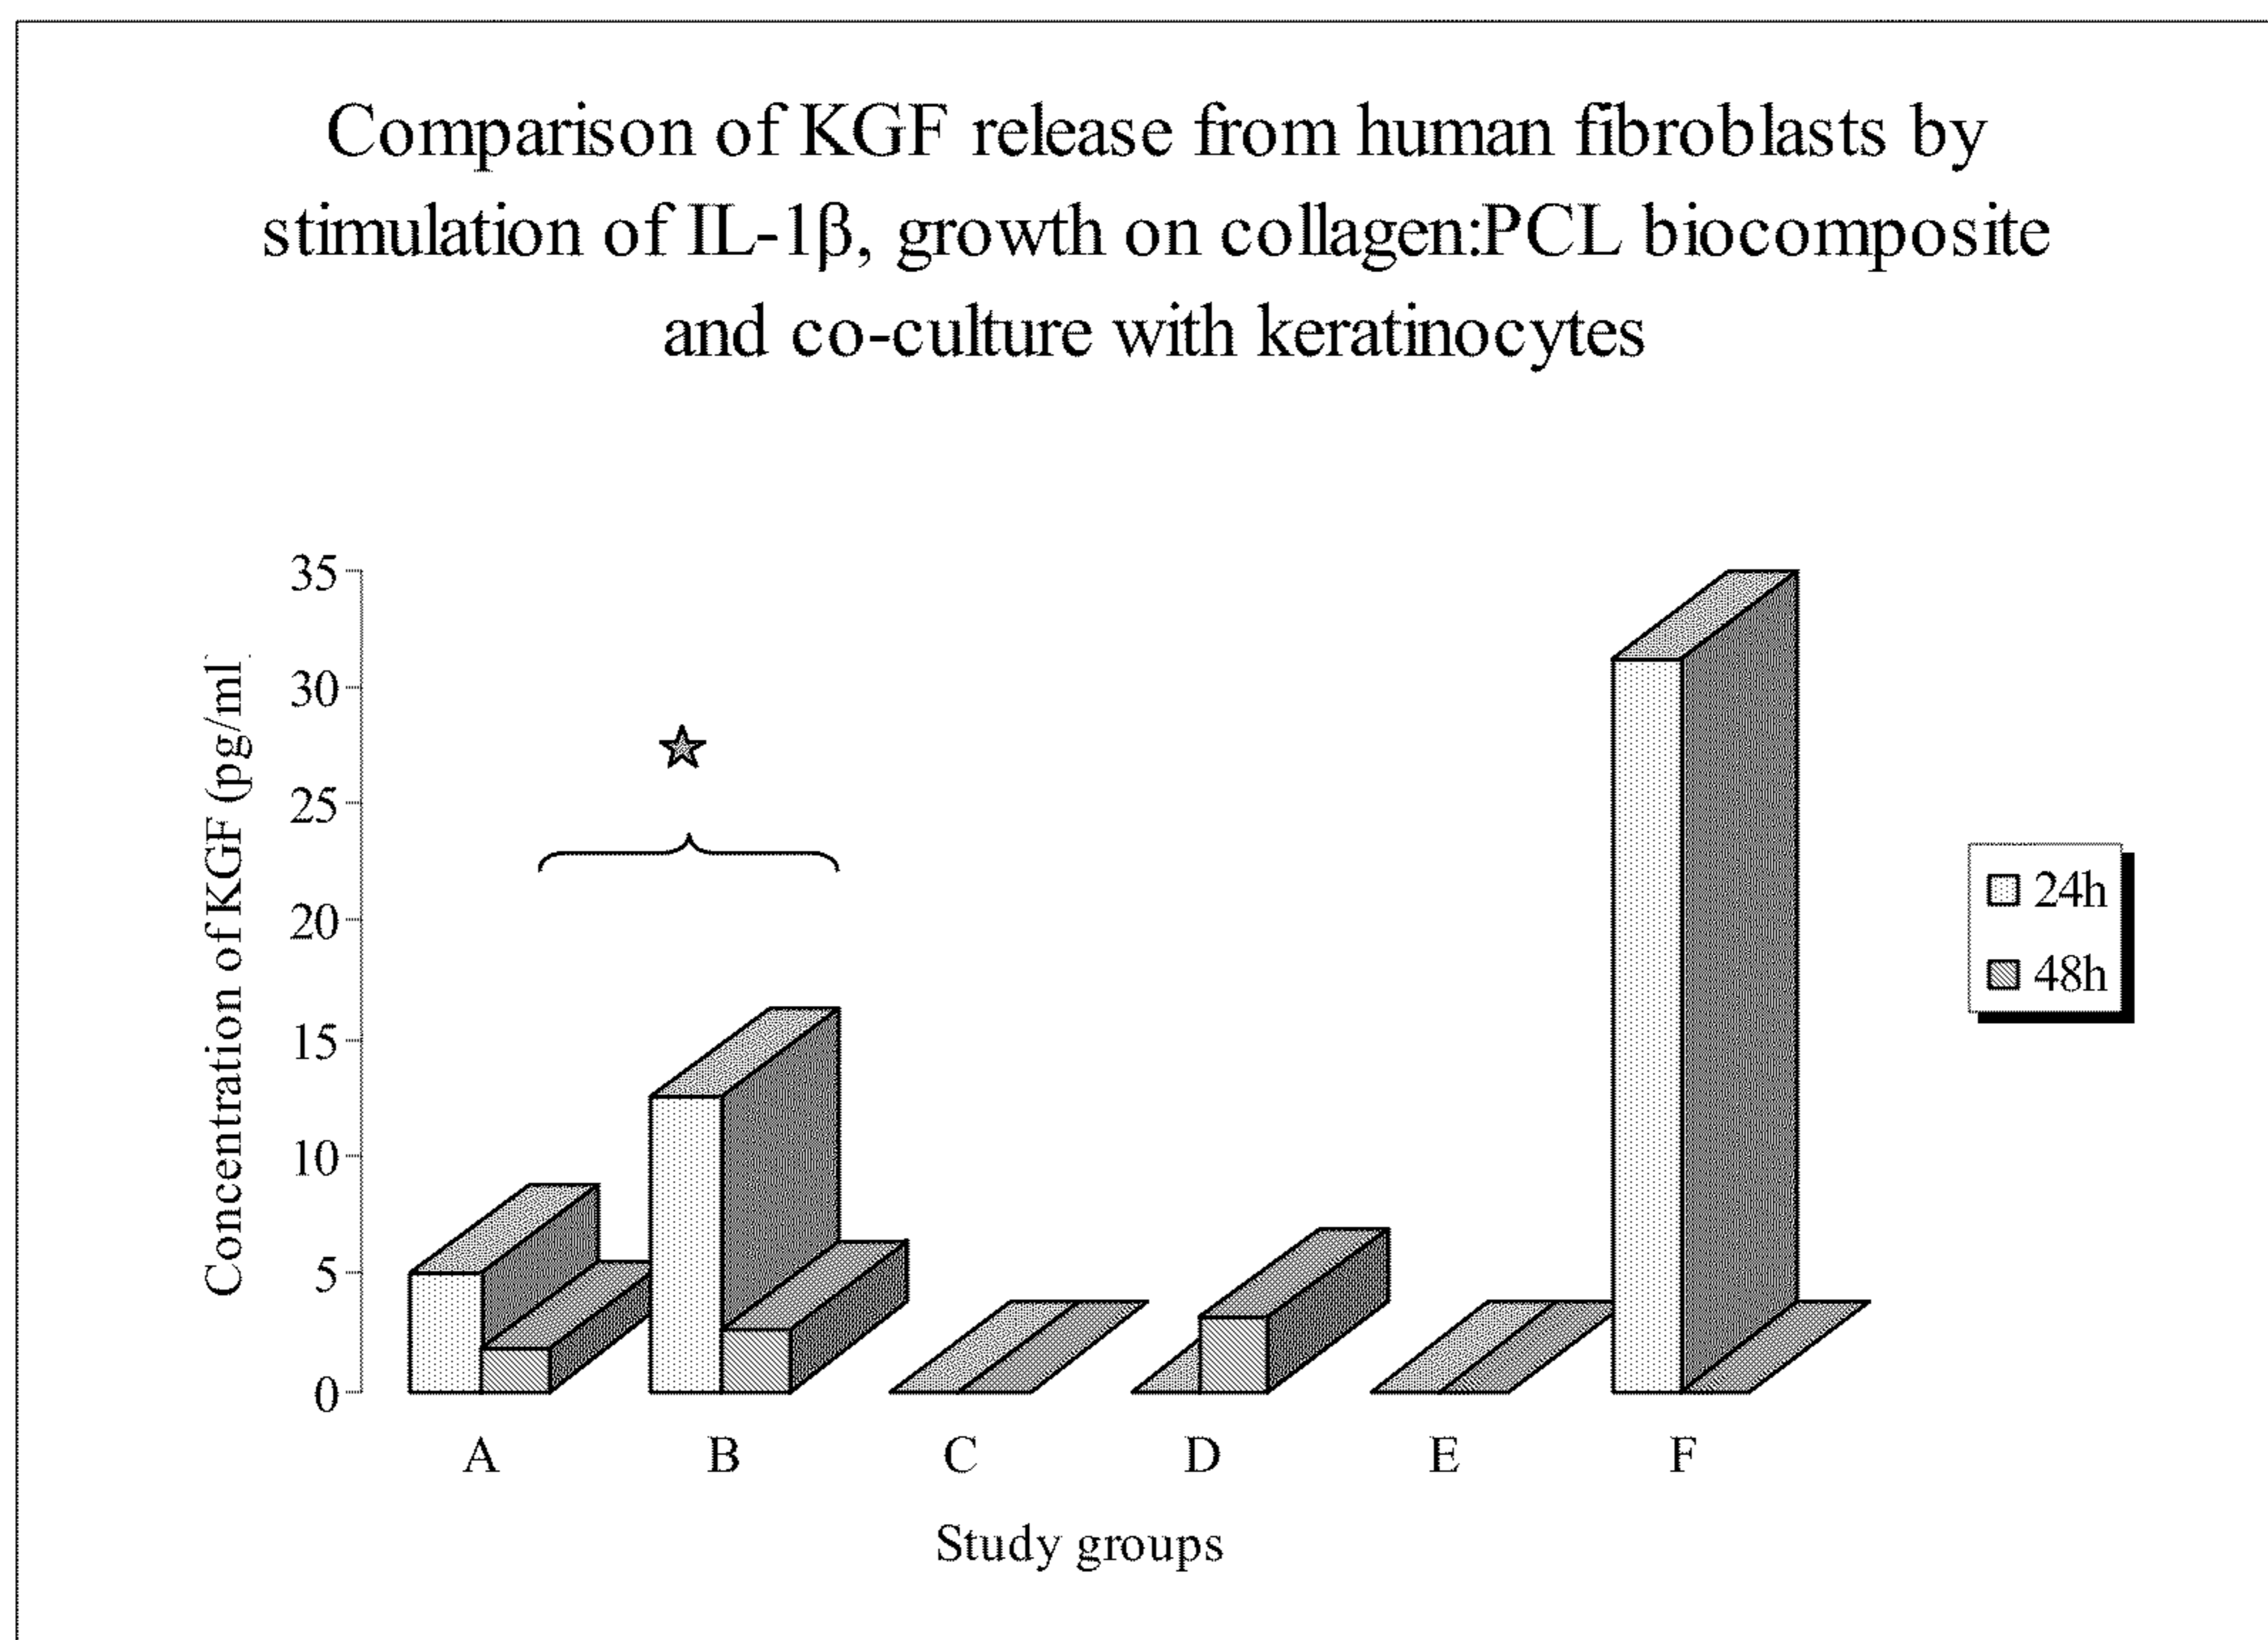 Comparison of KGF release from human fibroblasts by
stimulation of IL-1β, growth on collagen:PCL biocomposite
and co-culture with keratinocytes
Concentration of KGF (pg/ml
35
30
25
20
15
10
5
0
A B C D E F
Study groups
24h
48h